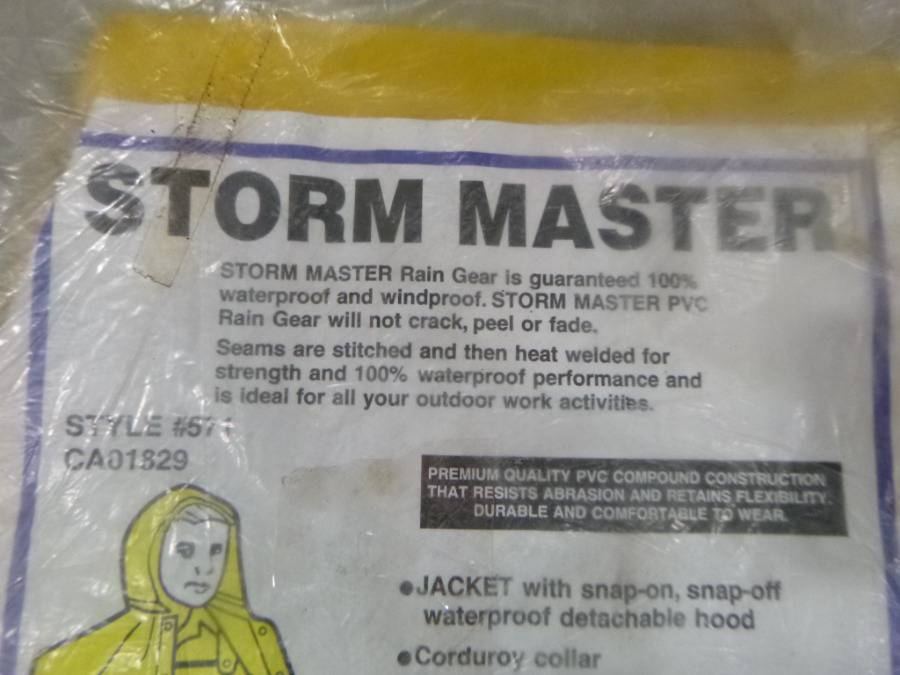 STORM MASTER
STORM MASTER Rain Gear is guaranteed 100%
waterproof and windproof. STORM MASTER PVC
Rain Gear will not crack, peel or fade.
Seams are stitched and then heat welded for
strength and 100% waterproof performance and
is ideal for all your outdoor work activities.
STYLE #571
CA01829
PREMIUM QUALITY PVC COMPOUND CONSTRUCTION
THAT RESISTS ABRASION AND RETAINS FLEXIBILITY.
DURABLE AND COMFORTABLE TO WEAR.
●JACKET with snap-on, snap-off
waterproof detachable hood
●Corduroy collar